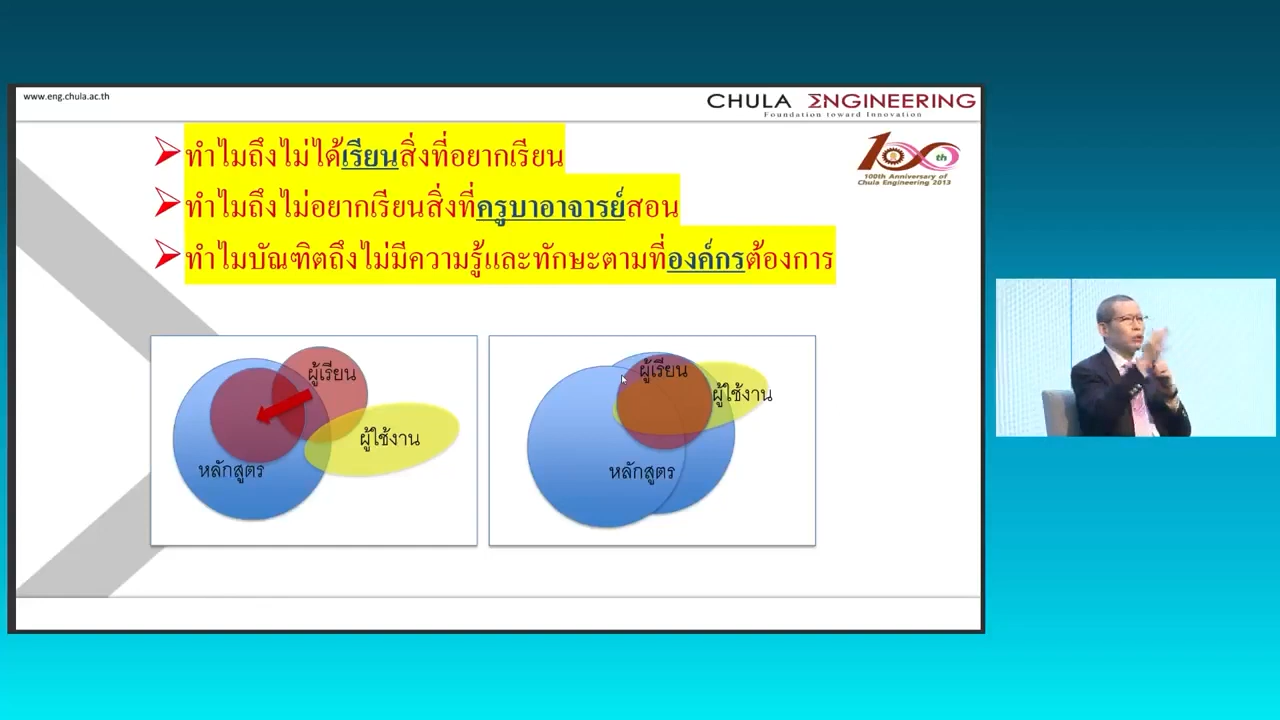 www.eng.chula.ac.th
CHULA ΣNGINEERING
Foundation toward Innovation
100th
100th Anniversary of
Chula Engineering 2013
ทำไมถึงไม่ได้เรียนสิ่งที่อยากเรียน
ทำไมถึงไม่อยากเรียนสิ่งที่ครูบาอาจารย์สอน
ทำไมบัณฑิตถึงไม่มีความรู้และทักษะตามที่องค์กรต้องการ
ผู้เรียน
ผู้ใช้งาน
หลักสูตร
ผู้เรียน
ผู้ใช้งาน
หลักสูตร